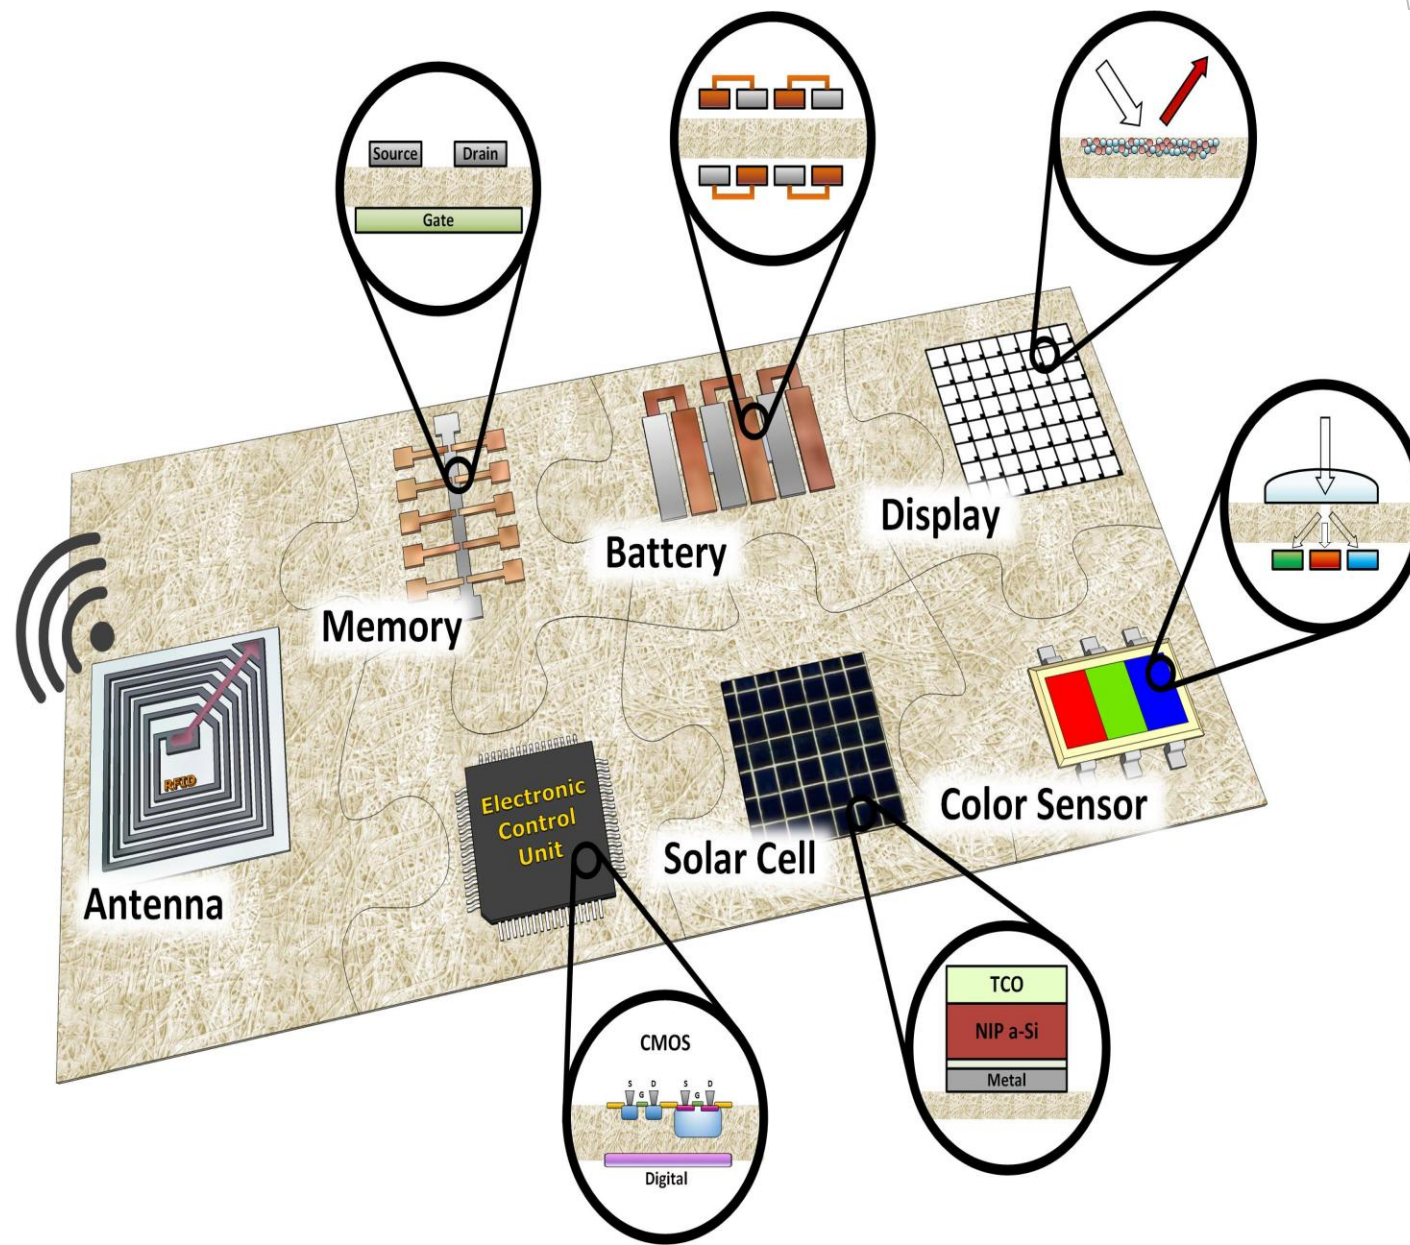 Source
Drain
Gate
Memory
Battery
Display
RFID
Antenna
Electronic
Control
Unit
Solar Cell
Color Sensor
CMOS
S
D
S
D
G
G
Digital
TCO
NIP a-Si
Metal